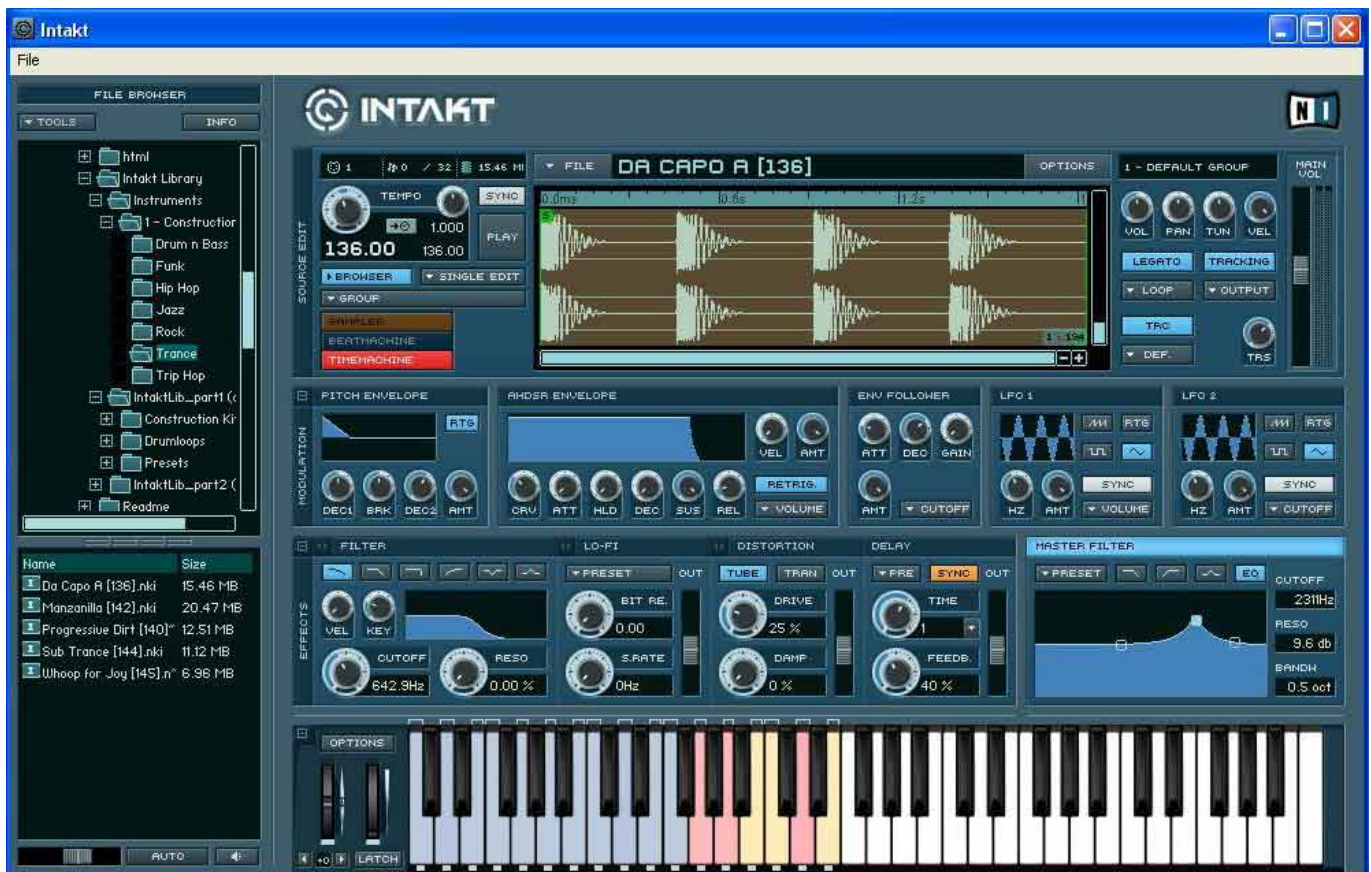 Intakt
File
FILE BROWSER
TOOLS INFO
html
Intakt Library
Instruments
1 - Construction
Drum n Bass
Funk
Hip Hop
Jazz
Rock
Trance
Trip Hop
IntaktLib_part1 (
Construction Ki
Drumloops
Presets
IntaktLib_part2 (
Readme
Name Size
Da Capo A [136].nki 15.46 MB
Manzanilla [142].nki 20.47 MB
Progressive Dirt [140]~ 12.51 MB
Sub Trance [144].nki 11.12 MB
Whoop for Joy [145].n~ 6.96 MB
AUTO
INTAKT
NI
SOURCE EDIT
1 0 / 32 15.46 M
FILE DA CAPO A [136] OPTIONS
1 - DEFAULT GROUP
MAIN VOL
TEMPO SYNC
1.000
136.00 136.00
PLAY
BROWSER SINGLE EDIT
GROUP
SAMPLER
BEATMACHINE
TIMEMACHINE
0.0ms 0.6s 1.2s
S
1 : 194
VOL PAN TUN VEL
LEGATO TRACKING
LOOP OUTPUT
TRC
DEF. TRS
MODULATION
PITCH ENVELOPE
RTG
DEC1 BRK DEC2 AMT
AHDSR ENVELOPE
VEL AMT
RETRIG.
CRV ATT HLD DEC SUS REL VOLUME
ENV FOLLOWER
ATT DEC GAIN
AMT CUTOFF
LFO 1
RTG
SYNC
HZ AMT VOLUME
LFO 2
RTG
SYNC
HZ AMT CUTOFF
EFFECTS
FILTER
VEL KEY
CUTOFF RESO
642.9Hz 0.00 %
LO-FI
PRESET OUT
BIT RE.
0.00
S.RATE
0Hz
DISTORTION
TUBE TRAN OUT
DRIVE
25 %
DAMP
0 %
DELAY
PRE SYNC OUT
TIME
1
FEEDB.
40 %
MASTER FILTER
PRESET EQ
CUTOFF
2311Hz
RESO
9.6 db
BANDW
0.5 oct
OPTIONS
+0 LATCH